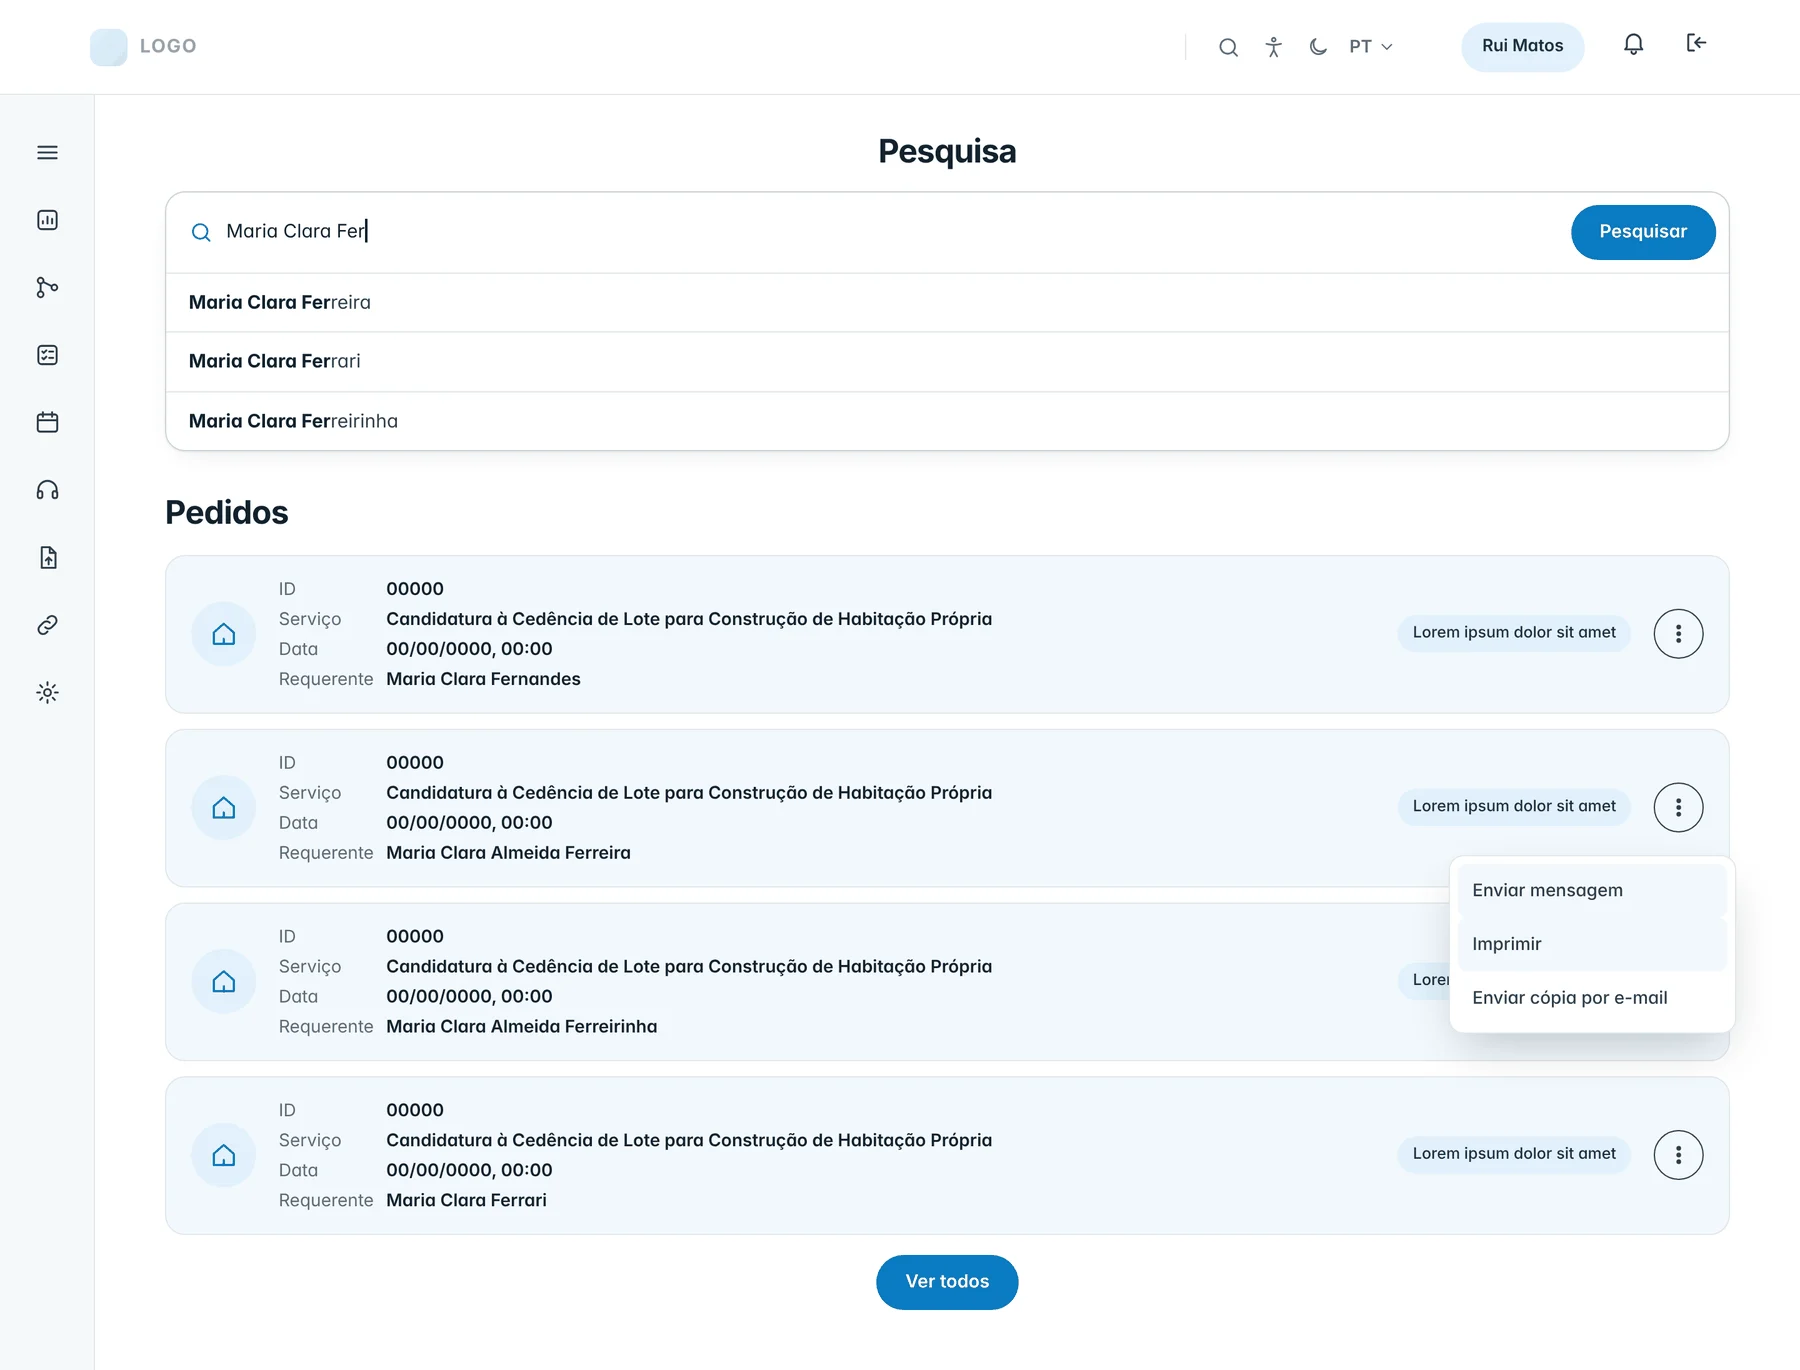 LOGO
PT
Rui Matos
Pesquisa
Maria Clara Fer
Pesquisar
Maria Clara Ferreira
Maria Clara Ferrari
Maria Clara Ferreirinha
Pedidos
ID 00000
Serviço Candidatura à Cedência de Lote para Construção de Habitação Própria
Data 00/00/0000, 00:00
Requerente Maria Clara Fernandes
Lorem ipsum dolor sit amet
ID 00000
Serviço Candidatura à Cedência de Lote para Construção de Habitação Própria
Data 00/00/0000, 00:00
Requerente Maria Clara Almeida Ferreira
Lorem ipsum dolor sit amet
Enviar mensagem
Imprimir
Enviar cópia por e-mail
ID 00000
Serviço Candidatura à Cedência de Lote para Construção de Habitação Própria
Data 00/00/0000, 00:00
Requerente Maria Clara Almeida Ferreirinha
ID 00000
Serviço Candidatura à Cedência de Lote para Construção de Habitação Própria
Data 00/00/0000, 00:00
Requerente Maria Clara Ferrari
Lorem ipsum dolor sit amet
Ver todos